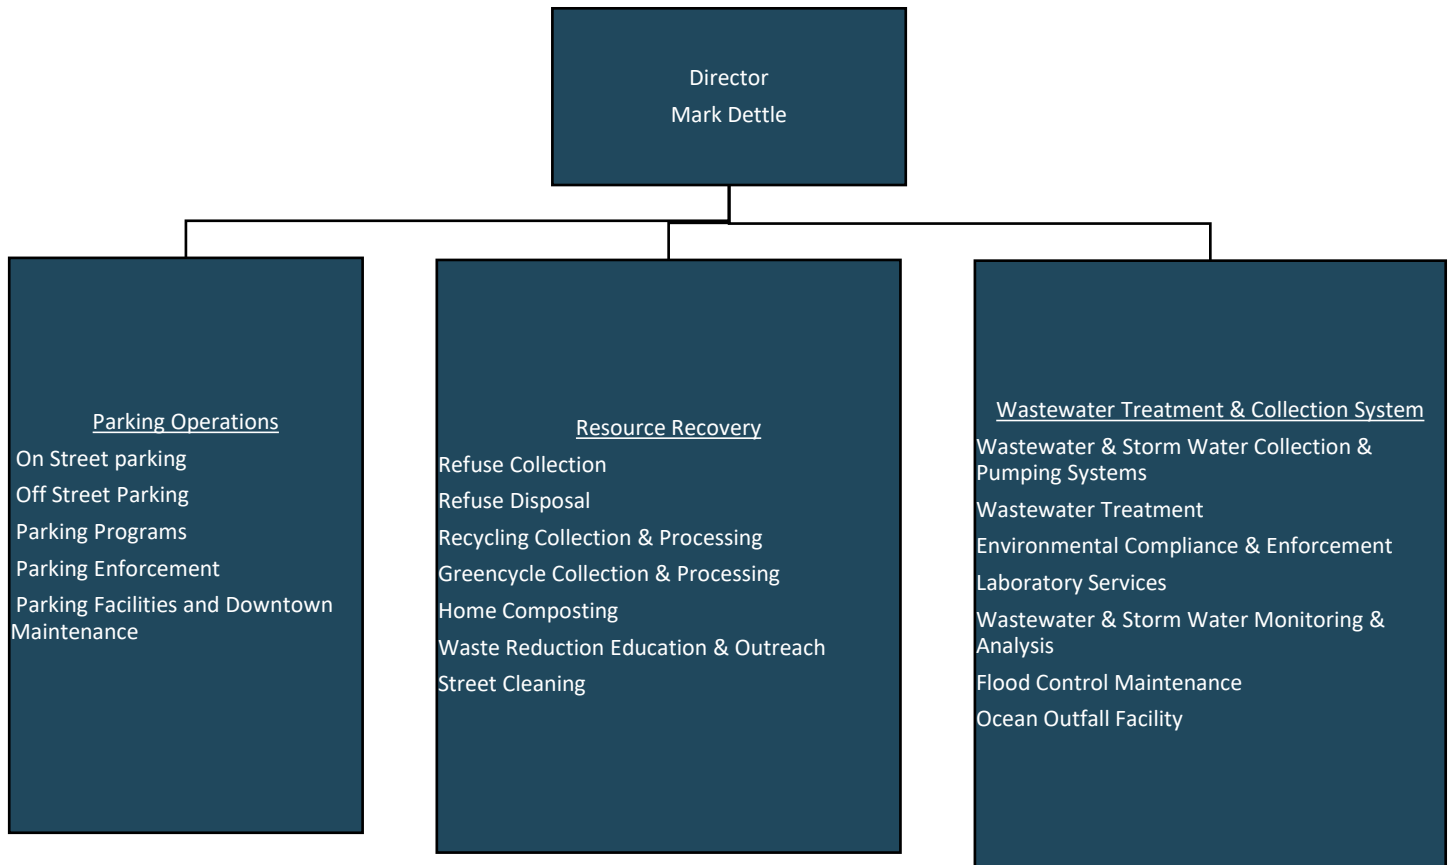 Director
Mark Dettle
Parking Operations
On Street parking
Off Street Parking
Parking Programs
Parking Enforcement
Parking Facilities and Downtown
Maintenance
Resource Recovery
Refuse Collection
Refuse Disposal
Recycling Collection & Processing
Greencycle Collection & Processing
Home Composting
Waste Reduction Education & Outreach
Street Cleaning
Wastewater Treatment & Collection System
Wastewater & Storm Water Collection &
Pumping Systems
Wastewater Treatment
Environmental Compliance & Enforcement
Laboratory Services
Wastewater & Storm Water Monitoring &
Analysis
Flood Control Maintenance
Ocean Outfall Facility